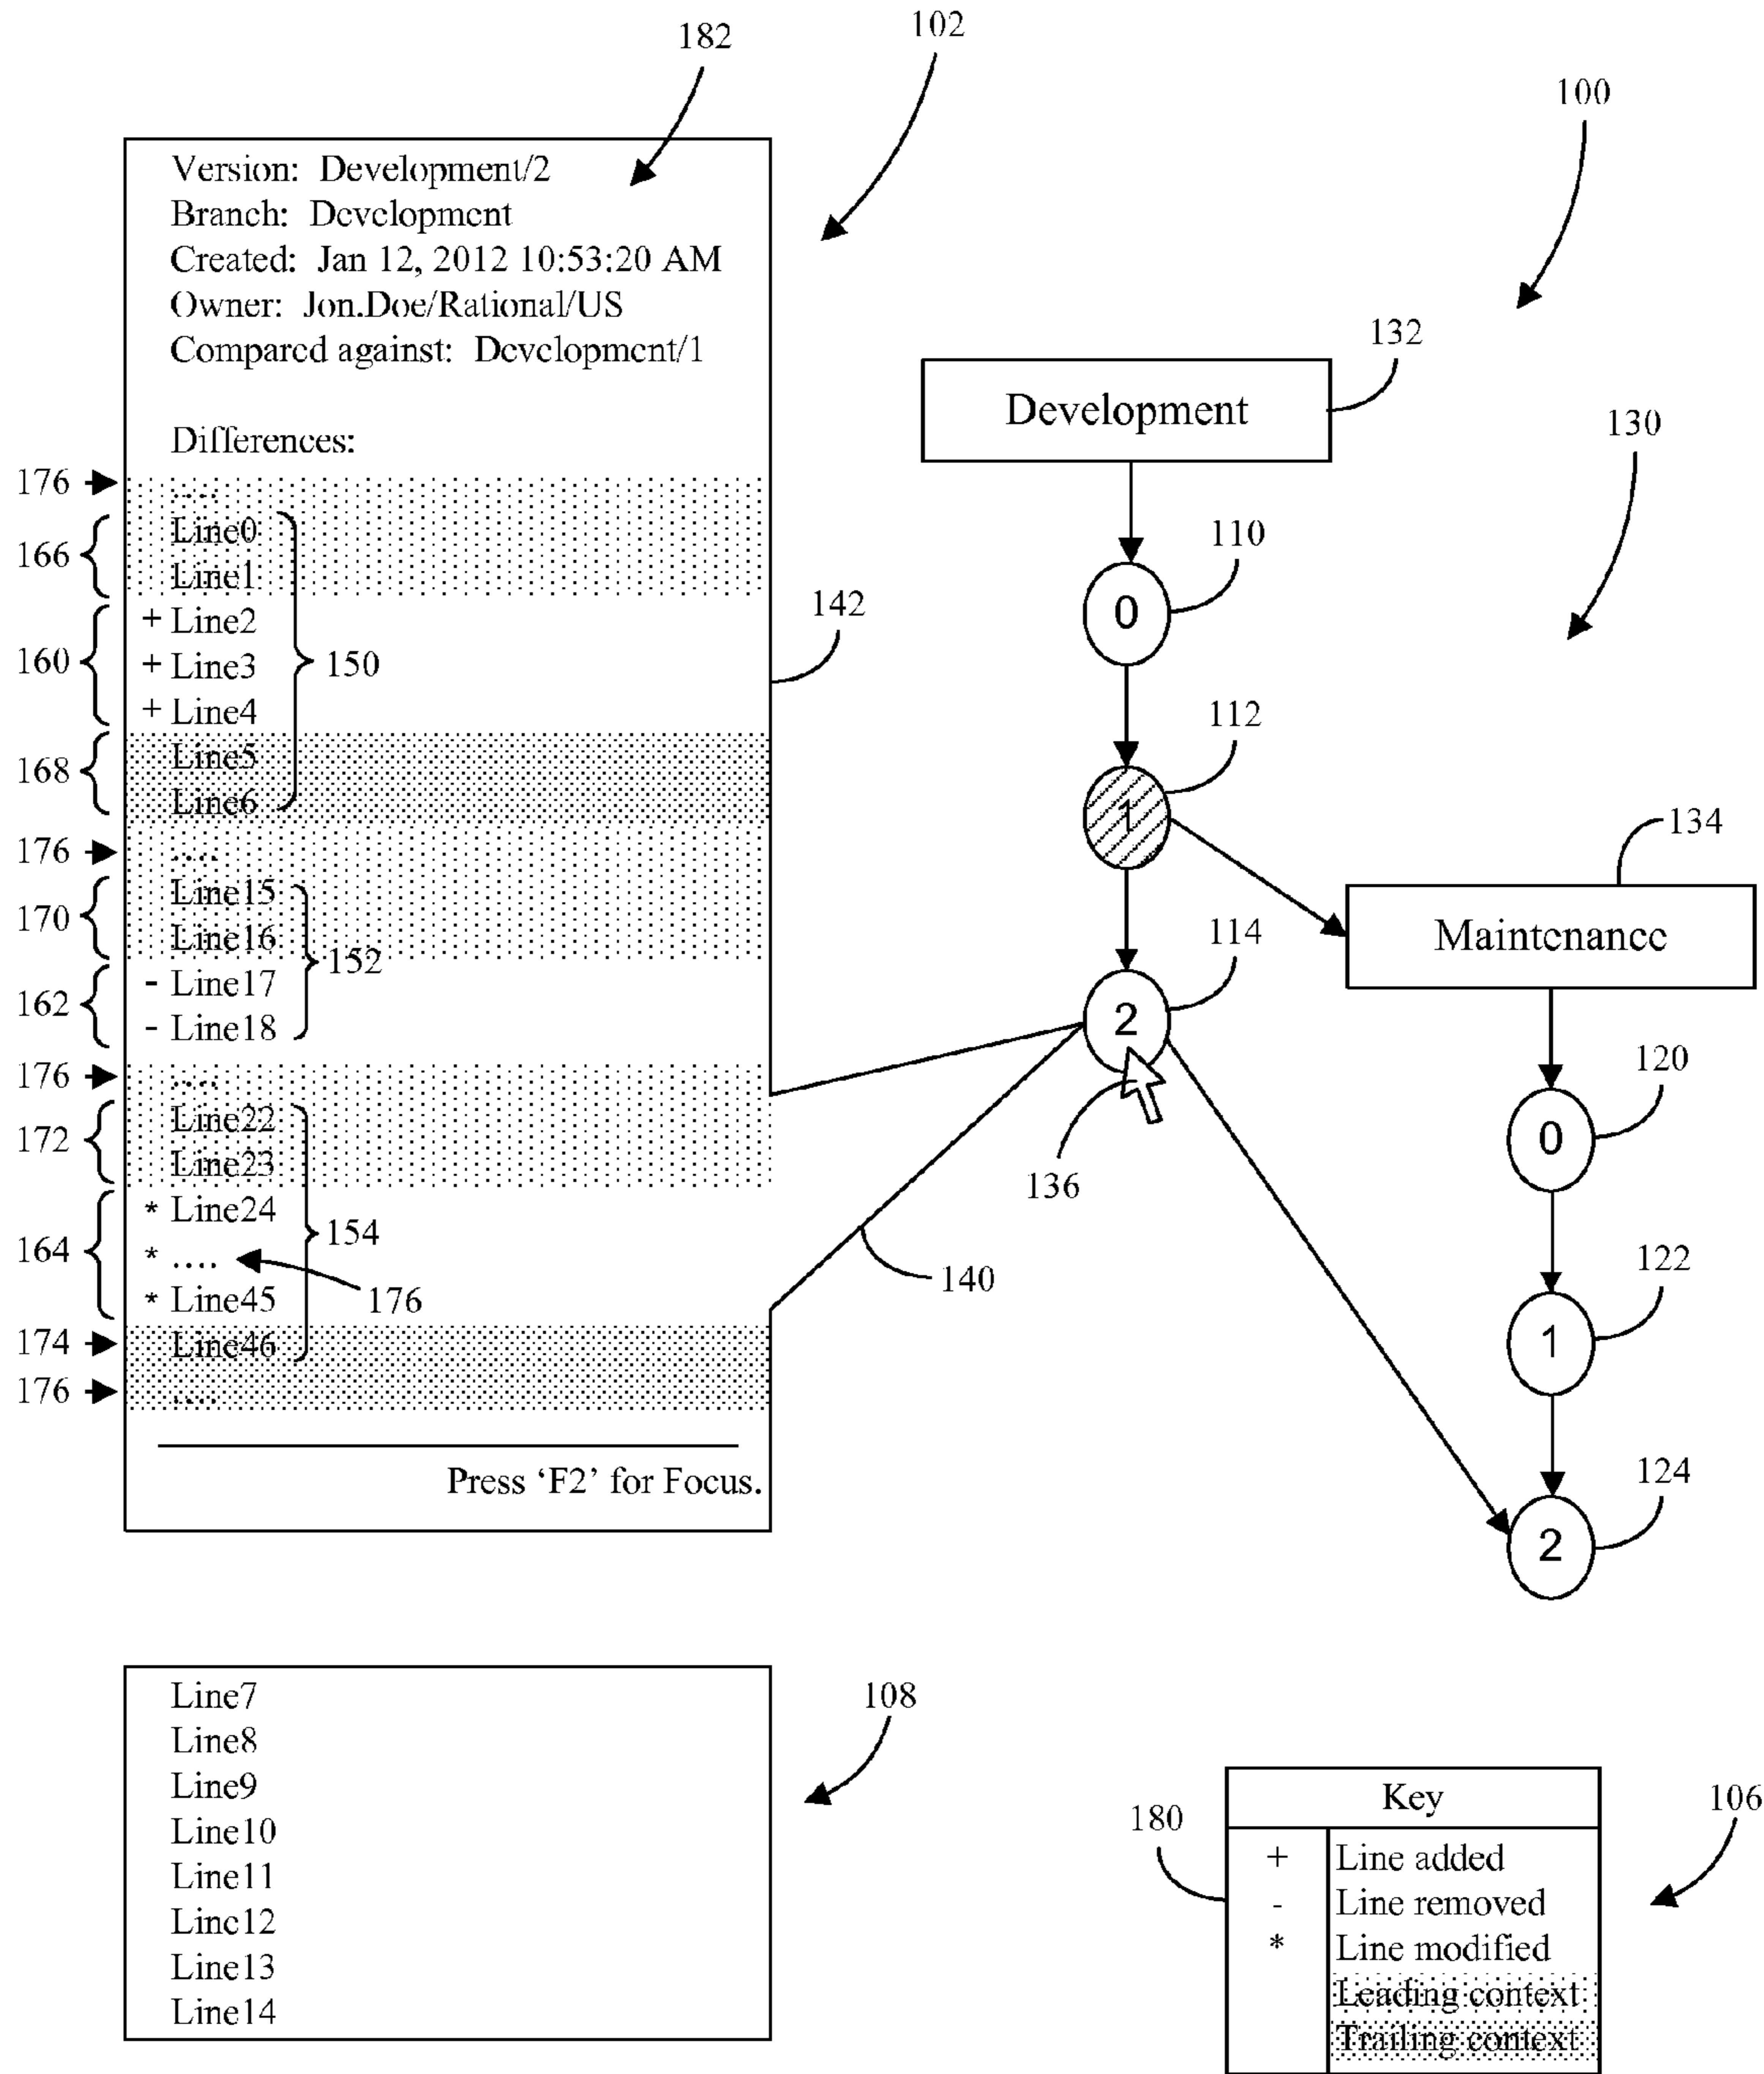 182
102
100
Version: Development/2
Branch: Development
Created: Jan 12, 2012 10:53:20 AM
Owner: Jon.Doe/Rational/US
Compared against: Development/1
Differences:
176
....
166
Line0
Line1
160
+ Line2
+ Line3
+ Line4
150
168
Line5
Line6
176
....
170
Line15
Line16
152
162
- Line17
- Line18
176
....
172
Line22
Line23
164
* Line24
* ....
* Line45
154
176
174
Line46
176
....
Press ‘F2’ for Focus.
142
140
Development
132
130
0
110
1
112
2
114
136
Maintenance
134
0
120
1
122
2
124
Line7
Line8
Line9
Line10
Line11
Line12
Line13
Line14
108
Key
+ Line added
- Line removed
* Line modified
Leading context
Trailing context
180
106